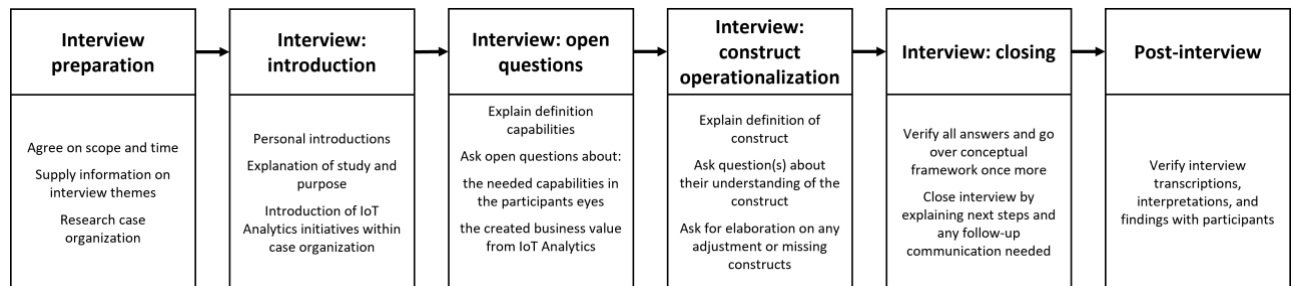 Interview
preparation
Agree on scope and time
Supply information on
interview themes
Research case
organization
Interview:
introduction
Personal introductions
Explanation of study and
purpose
Introduction of IoT
Analytics initiatives within
case organization
Interview: open
questions
Explain definition
capabilities
Ask open questions about:
the needed capabilities in
the participants eyes
the created business value
from IoT Analytics
Interview:
construct
operationalization
Explain definition of
construct
Ask question(s) about
their understanding of the
construct
Ask for elaboration on any
adjustment or missing
constructs
Interview: closing
Verify all answers and go
over conceptual
framework once more
Close interview by
explaining next steps and
any follow-up
communication needed
Post-interview
Verify interview
transcriptions,
interpretations, and
findings with participants